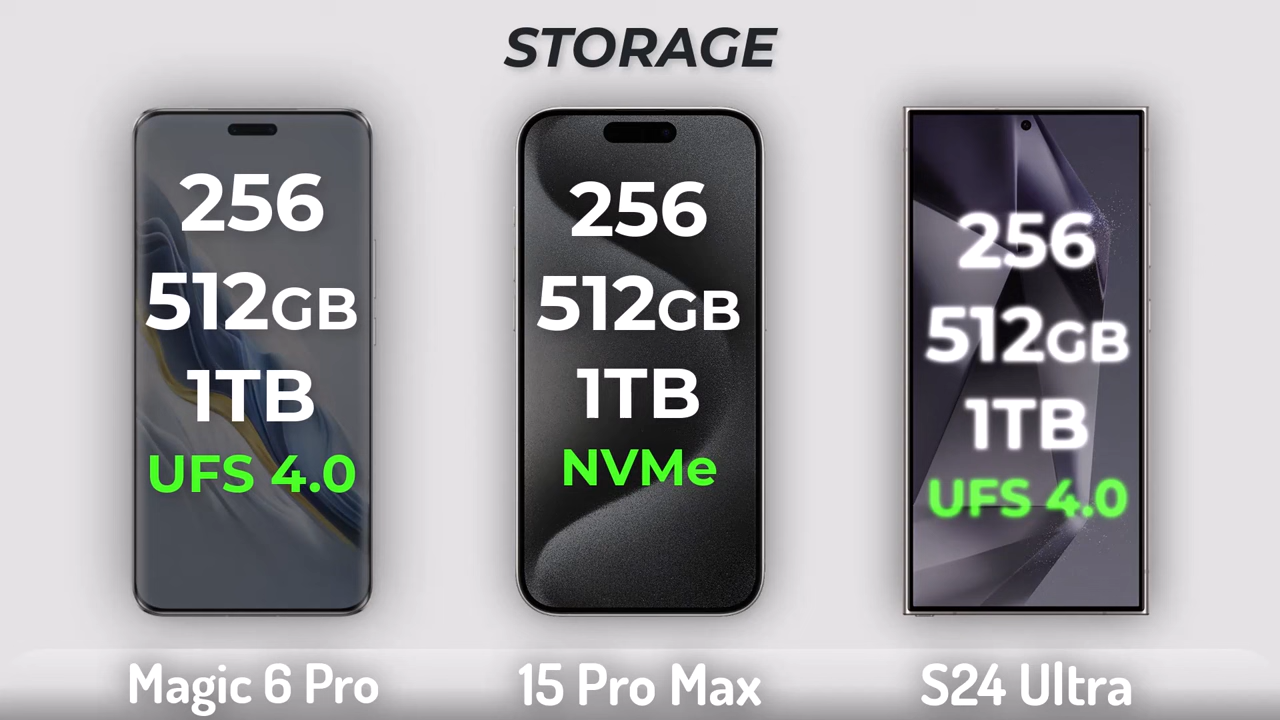 STORAGE
256
512GB
1TB
UFS 4.0
Magic 6 Pro
256
512GB
1TB
NVMe
15 Pro Max
256
512GB
1TB
UFS 4.0
S24 Ultra